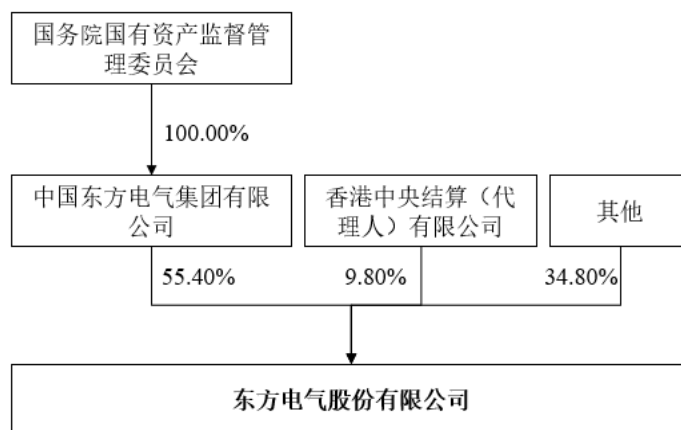 国务院国有资产监督管
理委员会
100.00%
中国东方电气集团有限
公司
香港中央结算（代
理人）有限公司
其他
55.40%
9.80%
34.80%
东方电气股份有限公司